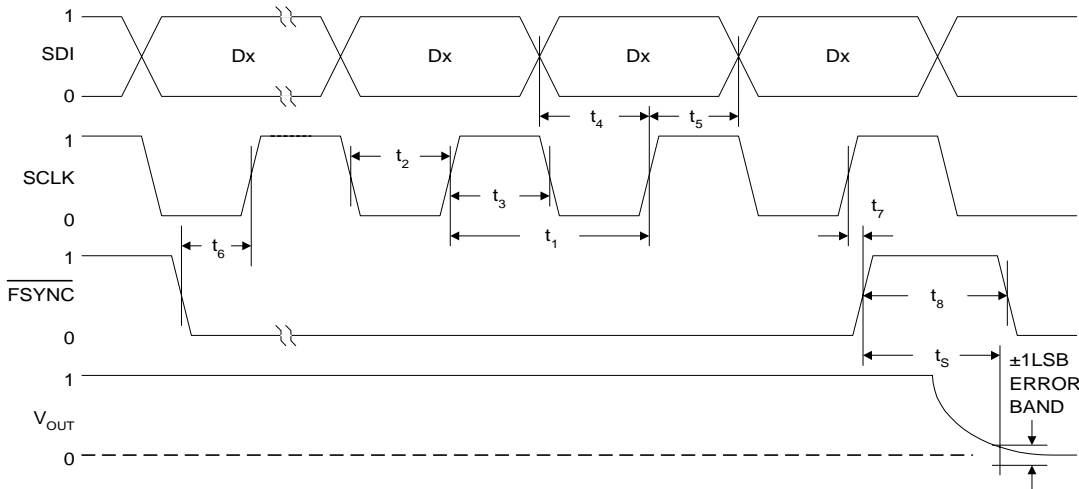 1
SDI
Dx
Dx
Dx
Dx
0
t4
t5
1
SCLK
t2
t3
0
t1
t7
t6
1
FSYNC
t8
0
tS
±1LSB
ERROR
BAND
1
VOUT
0